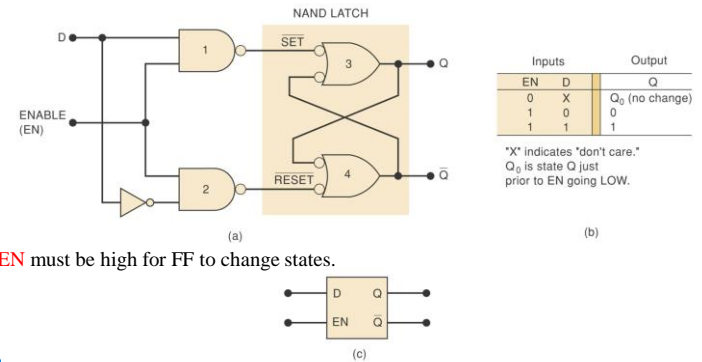 NAND LATCH
D
1
SET
3
Q
ENABLE
(EN)
2
RESET
4
Q
(a)
Inputs Output
EN D Q
0 X Q0 (no change)
1 0 0
1 1 1
"X" indicates "don't care."
Q0 is state Q just
prior to EN going LOW.
(b)
EN must be high for FF to change states.
D Q
EN Q
(c)